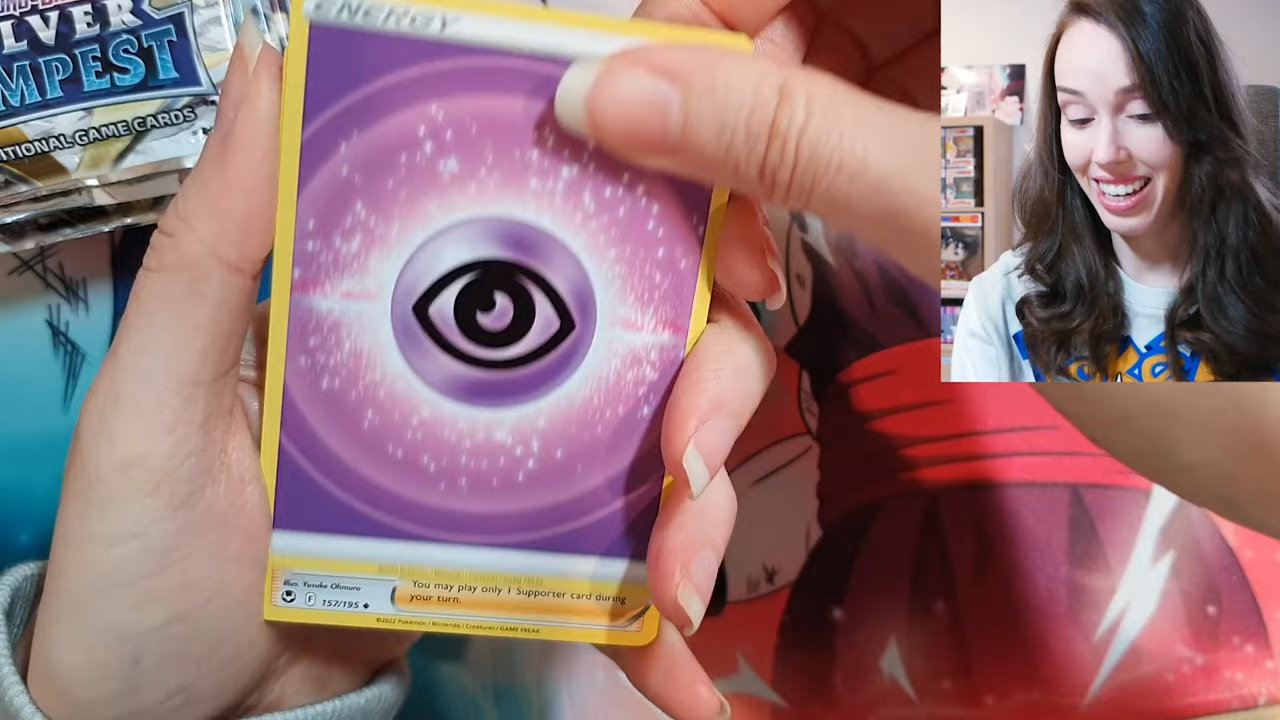 LVER
MPEST
ITIONAL GAME CARDS
ENERGY
Illus. Yusuke Ohmura
F 157/195
You may play only 1 Supporter card during
your turn.
©2022 Pokémon / Nintendo / Creatures / GAME FREAK